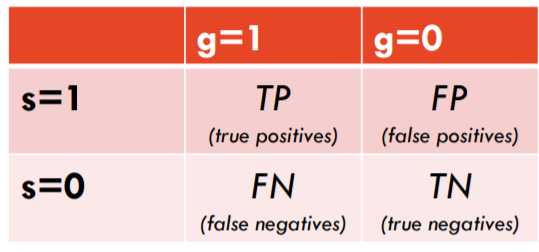 g=1 g=0
s=1 TP FP
(true positives) (false positives)
s=0 FN TN
(false negatives) (true negatives)